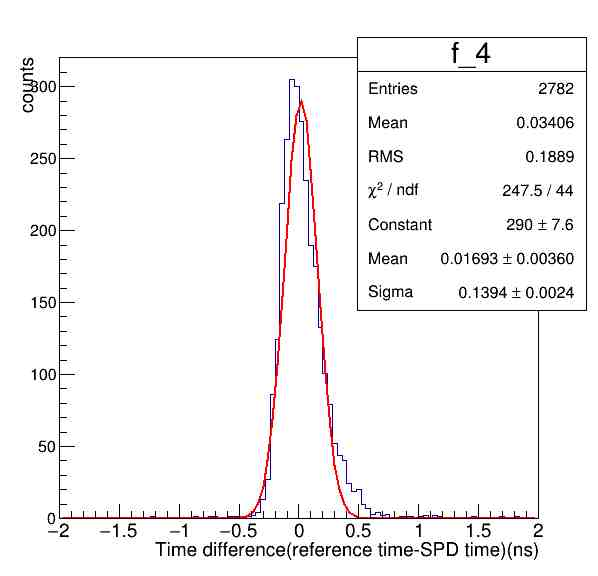 f_4
Entries 2782
Mean 0.03406
RMS 0.1889
χ² / ndf 247.5 / 44
Constant 290 ± 7.6
Mean 0.01693 ± 0.00360
Sigma 0.1394 ± 0.0024
counts
300
250
200
150
100
50
0
−2 −1.5 −1 −0.5 0 0.5 1 1.5 2
Time difference(reference time-SPD time)(ns)